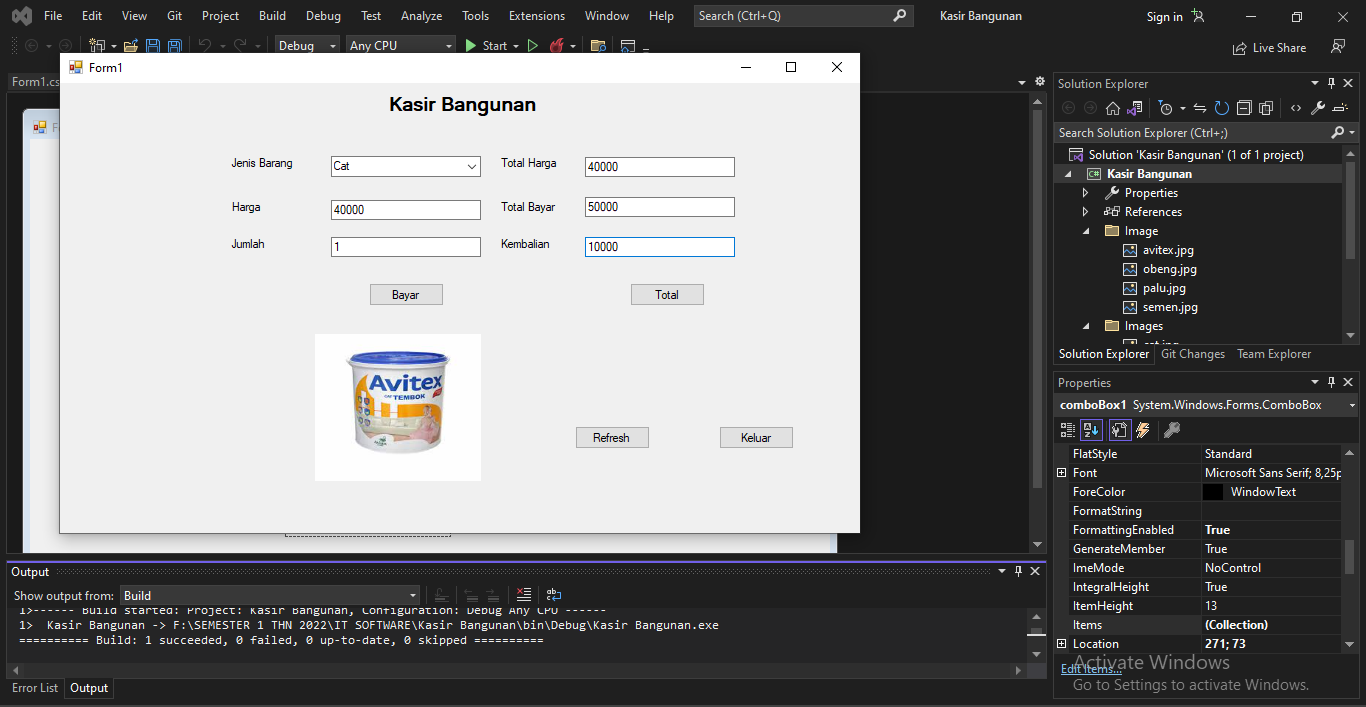 File Edit View Git Project Build Debug Test Analyze Tools Extensions Window Help Search (Ctrl+Q) Kasir Bangunan Sign in
Debug Any CPU Start Live Share
Form1.cs
Form1
Kasir Bangunan
Jenis Barang Cat Total Harga 40000
Harga 40000 Total Bayar 50000
Jumlah 1 Kembalian 10000
Bayar Total
Avitex
CAT TEMBOK
Refresh Keluar
Solution Explorer
Search Solution Explorer (Ctrl+;)
Solution 'Kasir Bangunan' (1 of 1 project)
C# Kasir Bangunan
Properties
References
Image
avitex.jpg
obeng.jpg
palu.jpg
semen.jpg
Images
Solution Explorer Git Changes Team Explorer
Properties
comboBox1 System.Windows.Forms.ComboBox
FlatStyle Standard
Font Microsoft Sans Serif; 8,25p
ForeColor WindowText
FormatString
FormattingEnabled True
GenerateMember True
ImeMode NoControl
IntegralHeight True
ItemHeight 13
Items (Collection)
Location 271; 73
Edit Items...
Activate Windows
Go to Settings to activate Windows.
Output
Show output from: Build
1>------ Build started: Project: Kasir Bangunan, Configuration: Debug Any CPU ------
1> Kasir Bangunan -> F:\SEMESTER 1 THN 2022\IT SOFTWARE\Kasir Bangunan\bin\Debug\Kasir Bangunan.exe
========== Build: 1 succeeded, 0 failed, 0 up-to-date, 0 skipped ==========
Error List Output